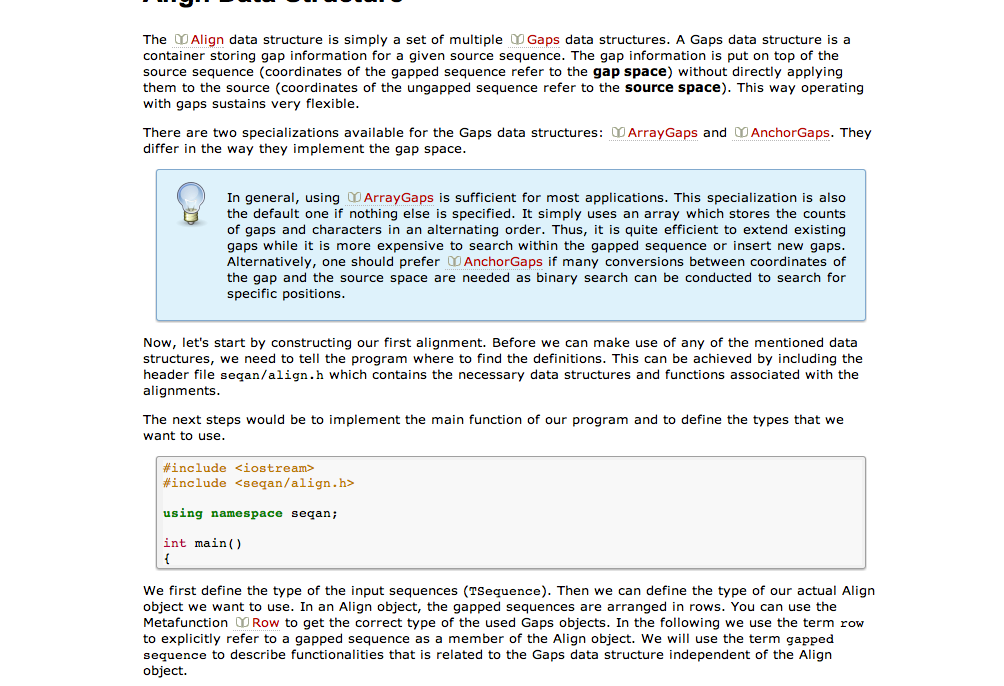 Align Data Structure
The Align data structure is simply a set of multiple Gaps data structures. A Gaps data structure is a
container storing gap information for a given source sequence. The gap information is put on top of the
source sequence (coordinates of the gapped sequence refer to the gap space) without directly applying
them to the source (coordinates of the ungapped sequence refer to the source space). This way operating
with gaps sustains very flexible.
There are two specializations available for the Gaps data structures: ArrayGaps and AnchorGaps. They
differ in the way they implement the gap space.
In general, using ArrayGaps is sufficient for most applications. This specialization is also
the default one if nothing else is specified. It simply uses an array which stores the counts
of gaps and characters in an alternating order. Thus, it is quite efficient to extend existing
gaps while it is more expensive to search within the gapped sequence or insert new gaps.
Alternatively, one should prefer AnchorGaps if many conversions between coordinates of
the gap and the source space are needed as binary search can be conducted to search for
specific positions.
Now, let's start by constructing our first alignment. Before we can make use of any of the mentioned data
structures, we need to tell the program where to find the definitions. This can be achieved by including the
header file seqan/align.h which contains the necessary data structures and functions associated with the
alignments.
The next steps would be to implement the main function of our program and to define the types that we
want to use.
#include <iostream>
#include <seqan/align.h>
using namespace seqan;
int main()
{
We first define the type of the input sequences (TSequence). Then we can define the type of our actual Align
object we want to use. In an Align object, the gapped sequences are arranged in rows. You can use the
Metafunction Row to get the correct type of the used Gaps objects. In the following we use the term row
to explicitly refer to a gapped sequence as a member of the Align object. We will use the term gapped
sequence to describe functionalities that is related to the Gaps data structure independent of the Align
object.